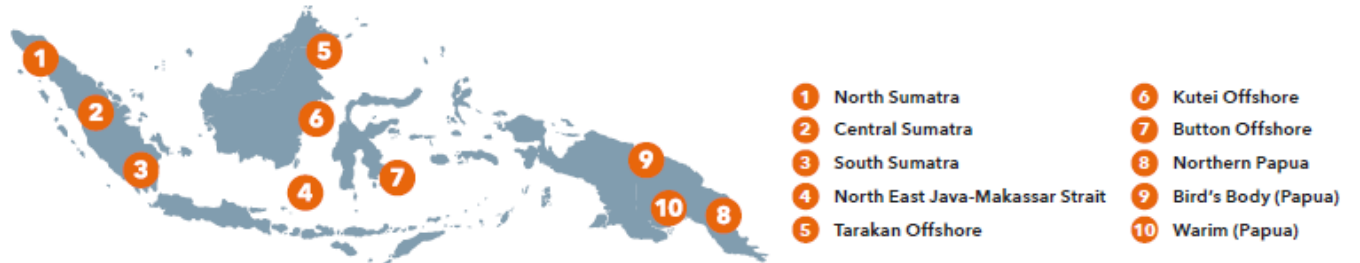 1
2
3
4
5
6
7
8
9
10
1 North Sumatra
2 Central Sumatra
3 South Sumatra
4 North East Java-Makassar Strait
5 Tarakan Offshore
6 Kutei Offshore
7 Button Offshore
8 Northern Papua
9 Bird's Body (Papua)
10 Warim (Papua)